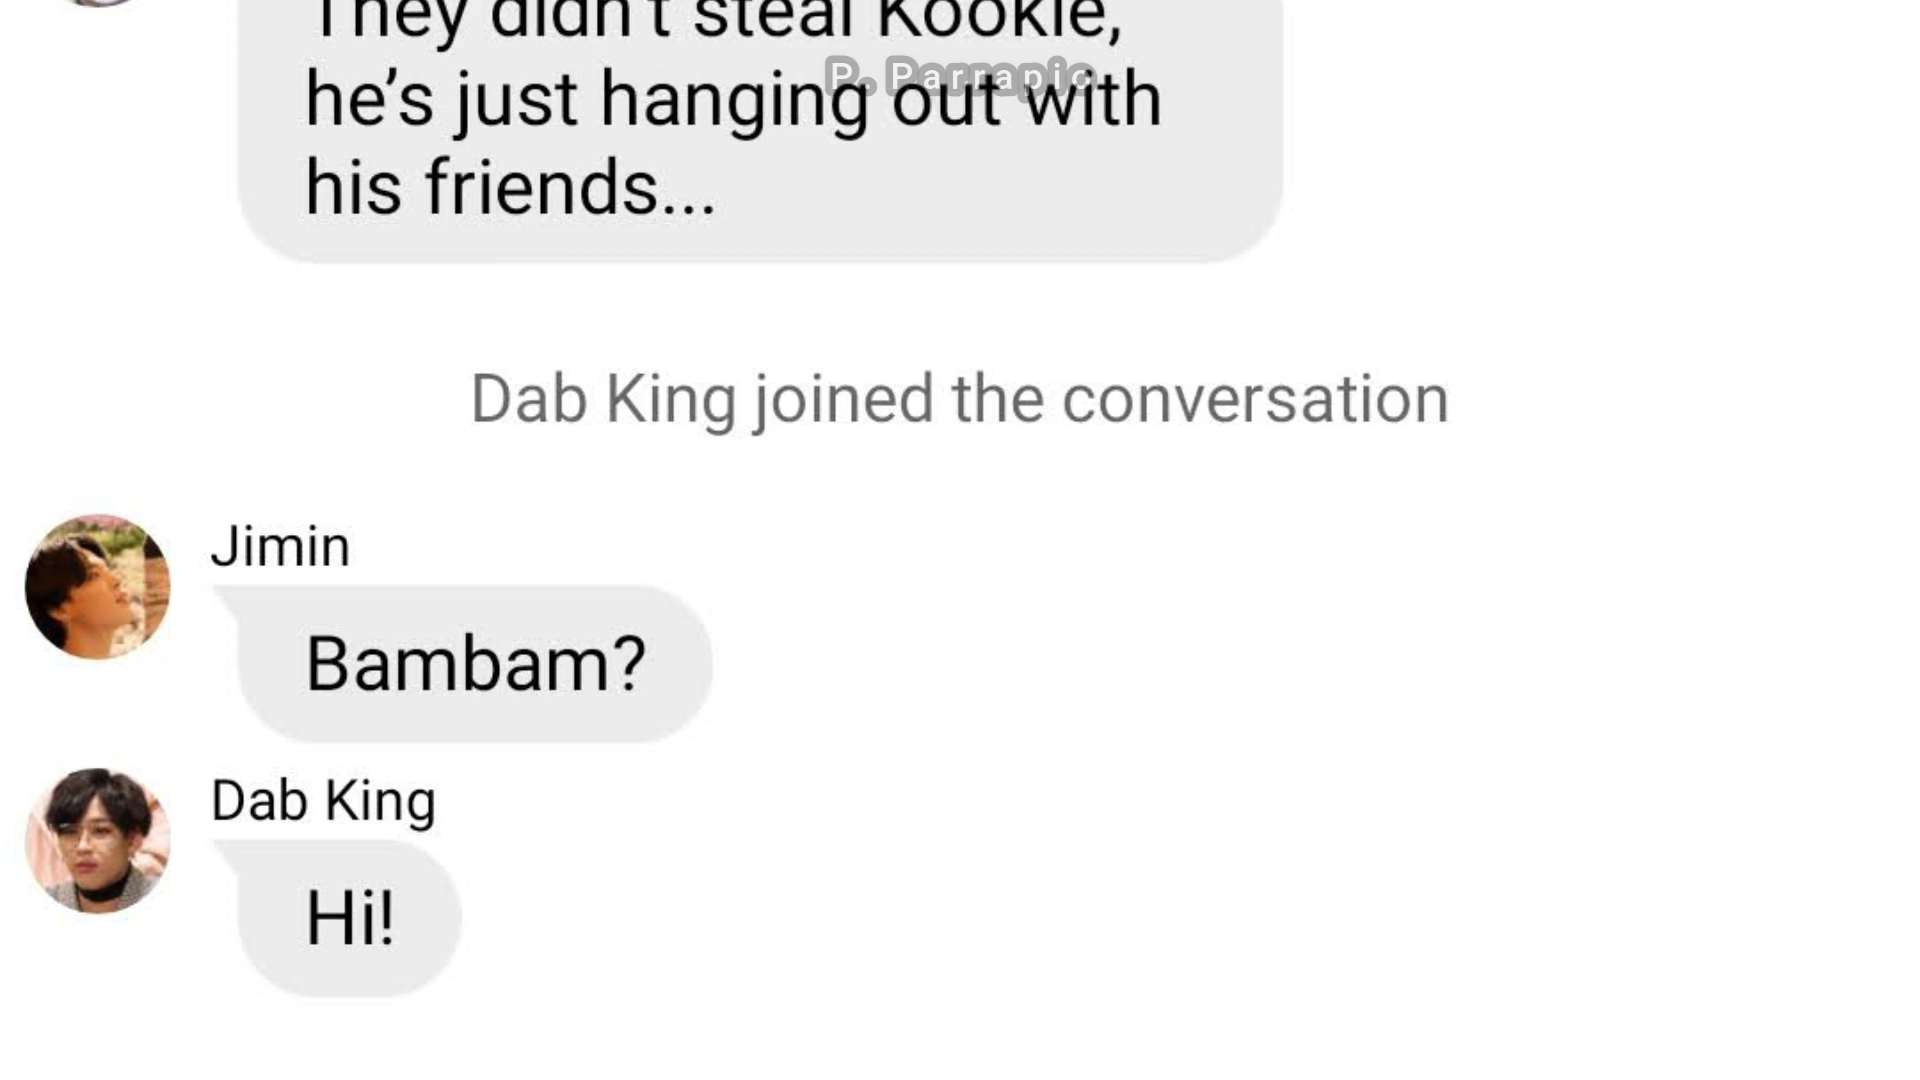 They didn't steal Kookie,
P. Parrapio
he's just hanging out with
his friends...
Dab King joined the conversation
Jimin
Bambam?
Dab King
Hi!